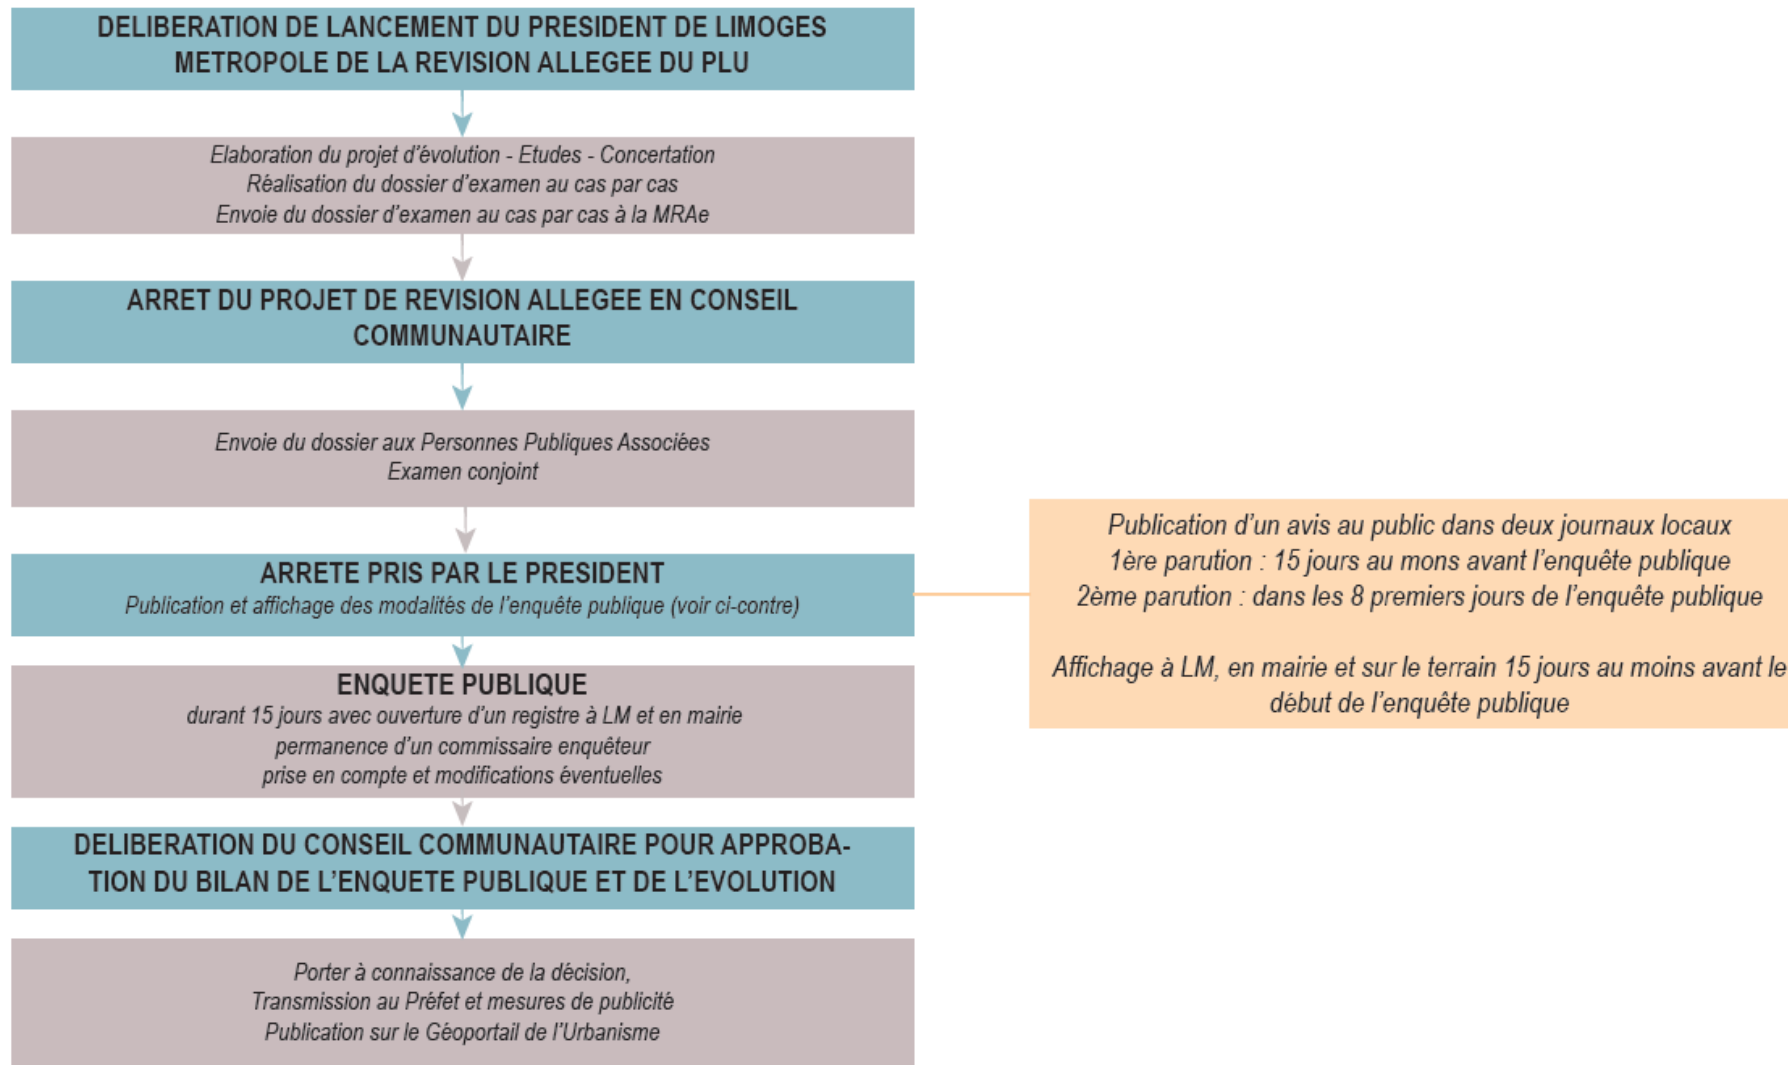 DELIBERATION DE LANCEMENT DU PRESIDENT DE LIMOGES
METROPOLE DE LA REVISION ALLEGEE DU PLU
Elaboration du projet d'évolution - Etudes - Concertation
Réalisation du dossier d'examen au cas par cas
Envoie du dossier d'examen au cas par cas à la MRAe
ARRET DU PROJET DE REVISION ALLEGEE EN CONSEIL
COMMUNAUTAIRE
Envoie du dossier aux Personnes Publiques Associées
Examen conjoint
ARRETE PRIS PAR LE PRESIDENT
Publication et affichage des modalités de l'enquête publique (voir ci-contre)
Publication d'un avis au public dans deux journaux locaux
1ère parution : 15 jours au mons avant l'enquête publique
2ème parution : dans les 8 premiers jours de l'enquête publique
Affichage à LM, en mairie et sur le terrain 15 jours au moins avant le
début de l'enquête publique
ENQUETE PUBLIQUE
durant 15 jours avec ouverture d'un registre à LM et en mairie
permanence d'un commissaire enquêteur
prise en compte et modifications éventuelles
DELIBERATION DU CONSEIL COMMUNAUTAIRE POUR APPROBA-
TION DU BILAN DE L'ENQUETE PUBLIQUE ET DE L'EVOLUTION
Porter à connaissance de la décision,
Transmission au Préfet et mesures de publicité
Publication sur le Géoportail de l'Urbanisme